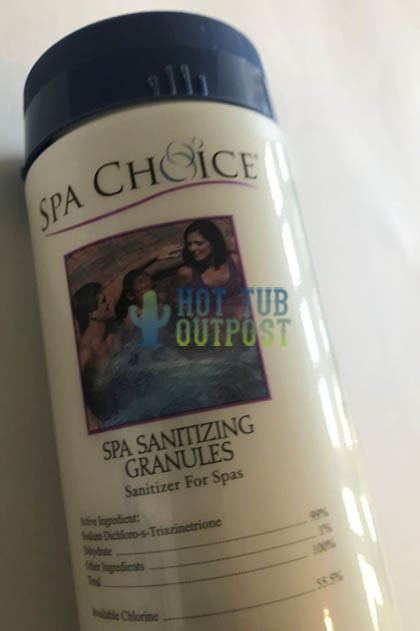 SPA CHOICE®
HOT TUB
OUTPOST
SPA SANITIZING
GRANULES
Sanitizer For Spas
Active Ingredient:
Sodium Dichloro-s-Triazinetrione
Dihydrate 99%
Other Ingredients 1%
Total 100%
Available Chlorine 55.5%